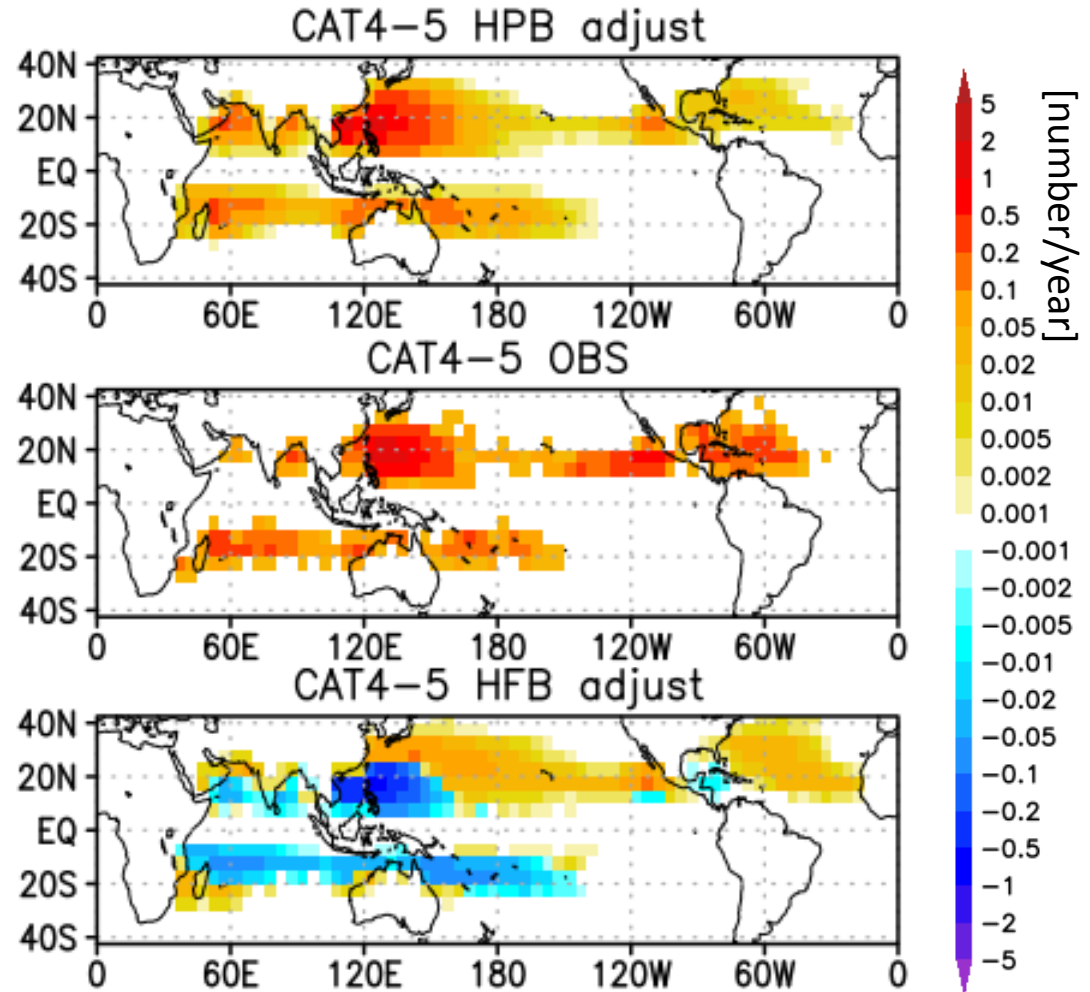 CAT4-5 HPB adjust
40N
20N
EQ
20S
40S
0 60E 120E 180 120W 60W 0
CAT4-5 OBS
40N
20N
EQ
20S
40S
0 60E 120E 180 120W 60W 0
CAT4-5 HFB adjust
40N
20N
EQ
20S
40S
0 60E 120E 180 120W 60W 0
5
2
1
0.5
0.2
0.1
0.05
0.02
0.01
0.005
0.002
0.001
-0.001
-0.002
-0.005
-0.01
-0.02
-0.05
-0.1
-0.2
-0.5
-1
-2
-5
[number/year]